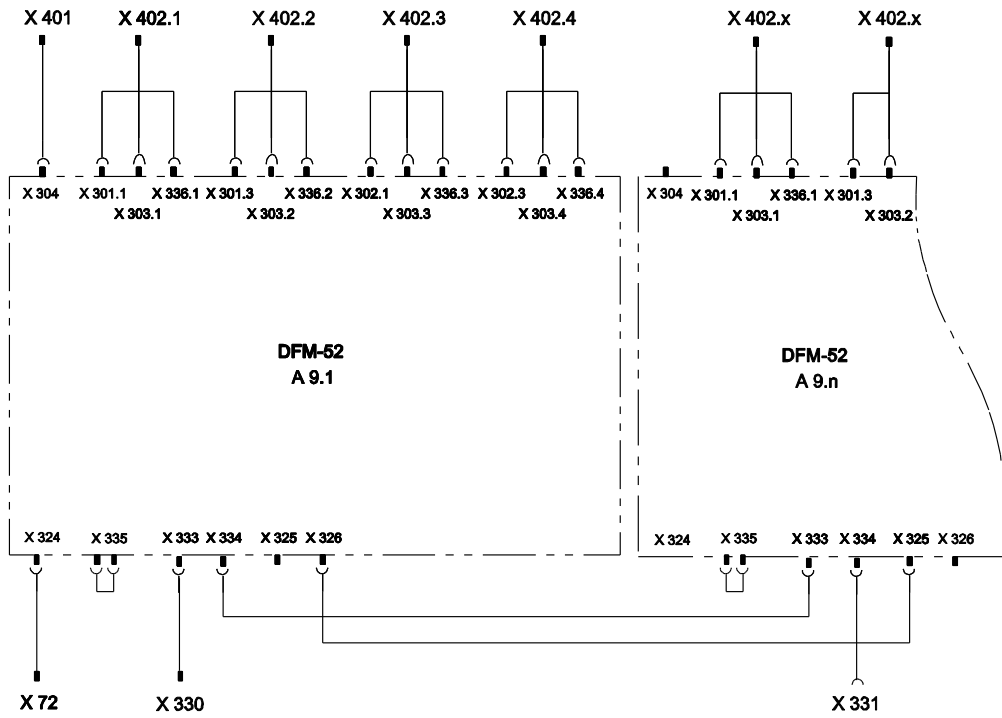 X 401 X 402.1 X 402.2 X 402.3 X 402.4 X 402.x X 402.x
X 304 X 301.1 X 336.1 X 301.3 X 336.2 X 302.1 X 336.3 X 302.3 X 336.4 X 304 X 301.1 X 336.1 X 301.3
X 303.1 X 303.2 X 303.3 X 303.4 X 303.1 X 303.2
DFM-52 DFM-52
A 9.1 A 9.n
X 324 X 335 X 333 X 334 X 325 X 326 X 324 X 335 X 333 X 334 X 325 X 326
X 72 X 330 X 331